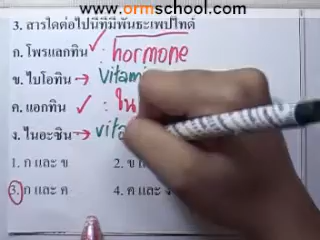 www.ormschool.com
3. สารใดต่อไปนี้ที่มีพันธะเพปไทด์
ก. โพรแลกทิน ✓ : hormone
ข. ไบโอทิน → Vitami
ค. แอกทิน ✓ : ใน
ง. ไนอะซิน → vita
1. ก และ ข 2. ข แ
3. ก และ ค 4. ค และ ง